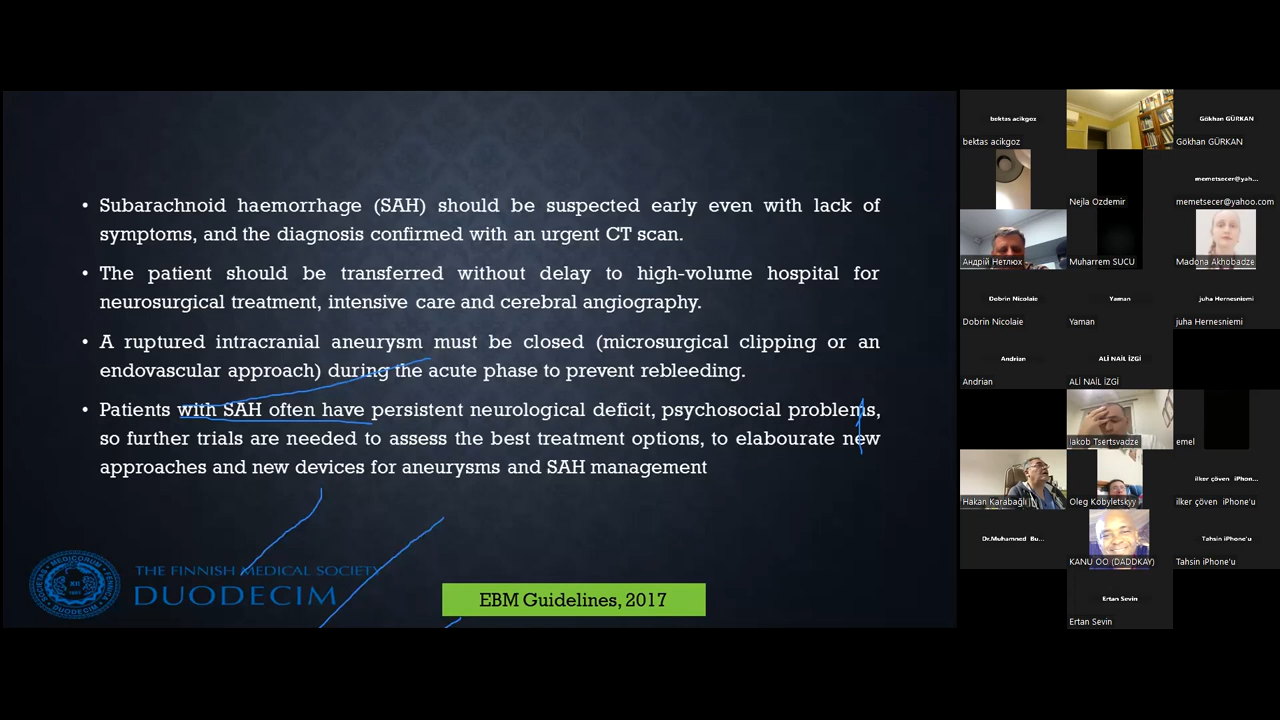 • Subarachnoid haemorrhage (SAH) should be suspected early even with lack of
symptoms, and the diagnosis confirmed with an urgent CT scan.
• The patient should be transferred without delay to high-volume hospital for
neurosurgical treatment, intensive care and cerebral angiography.
• A ruptured intracranial aneurysm must be closed (microsurgical clipping or an
endovascular approach) during the acute phase to prevent rebleeding.
• Patients with SAH often have persistent neurological deficit, psychosocial problems,
so further trials are needed to assess the best treatment options, to elabourate new
approaches and new devices for aneurysms and SAH management
THE FINNISH MEDICAL SOCIETY
DUODECIM
EBM Guidelines, 2017
bektas acikgoz
bektas acikgoz
Gökhan GÜRKAN
Gökhan GÜRKAN
Nejla Ozdemir
memetsecer@yah...
memetsecer@yahoo.com
Андрій Нетлюх
Muharrem SUCU
Madona Akhobadze
Dobrin Nicolaie
Dobrin Nicolaie
Yaman
Yaman
juha Hernesniemi
juha Hernesniemi
Andrian
Andrian
ALİ NAİL İZGİ
ALİ NAİL İZGİ
Iakob Tsertsvadze
emel
Hakan Karabağlı
Oleg Kobyletskyy
ilker çöven iPhon...
ilker çöven iPhone'u
Dr.Muhammed Bu...
KANU OO (DADDKAY)
Tahsin iPhone'u
Tahsin iPhone'u
Ertan Sevin
Ertan Sevin